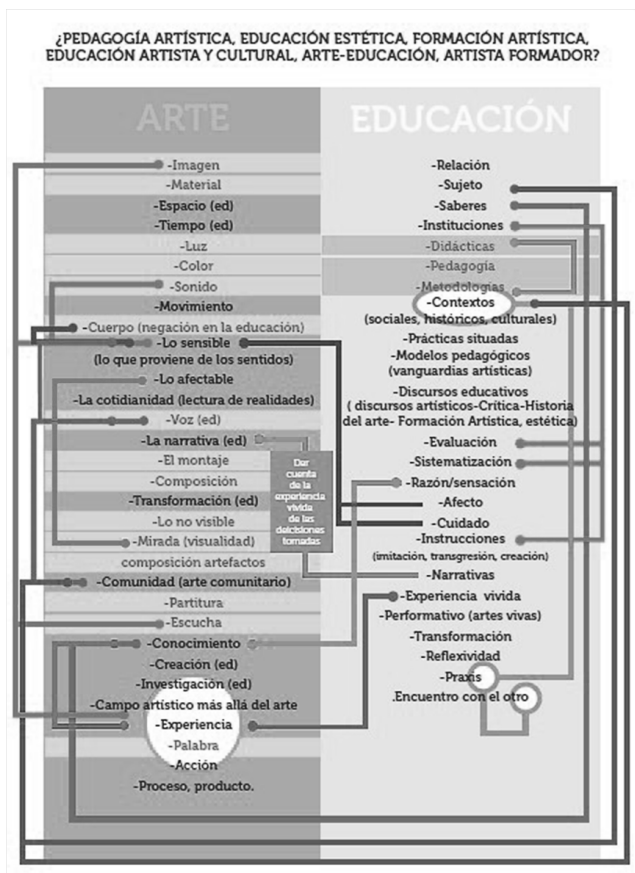 ¿PEDAGOGÍA ARTÍSTICA, EDUCACIÓN ESTÉTICA, FORMACIÓN ARTÍSTICA,
EDUCACIÓN ARTISTA Y CULTURAL, ARTE-EDUCACIÓN, ARTISTA FORMADOR?
ARTE
-Imagen
-Material
-Espacio (ed)
-Tiempo (ed)
-Luz
-Color
-Sonido
-Movimiento
-Cuerpo (negación en la educación)
-Lo sensible
(lo que proviene de los sentidos)
-Lo afectable
-La cotidianidad (lectura de realidades)
-Voz (ed)
-La narrativa (ed)
-El montaje
-Composición
-Transformación (ed)
-Lo no visible
-Mirada (visualidad)
composición artefactos
-Comunidad (arte comunitario)
-Partitura
-Escucha
-Conocimiento
-Creación (ed)
-Investigación (ed)
-Campo artístico más allá del arte
-Experiencia
-Palabra
-Acción
-Proceso, producto.
Dar
cuenta
de la
experiencia
vivida
de las
deicisiones
tomadas
EDUCACIÓN
-Relación
-Sujeto
-Saberes
-Instituciones
-Didácticas
-Pedagogía
-Metodologías
-Contextos
(sociales, históricos, culturales)
-Prácticas situadas
-Modelos pedagógicos
(vanguardias artísticas)
-Discursos educativos
( discursos artísticos-Crítica-Historia
del arte- Formación Artística, estética)
-Evaluación
-Sistematización
-Razón/sensación
-Afecto
-Cuidado
-Instrucciones
(imitación, transgresión, creación)
-Narrativas
-Experiencia vivida
-Performativo (artes vivas)
-Transformación
-Reflexividad
-Praxis
.Encuentro con el otro